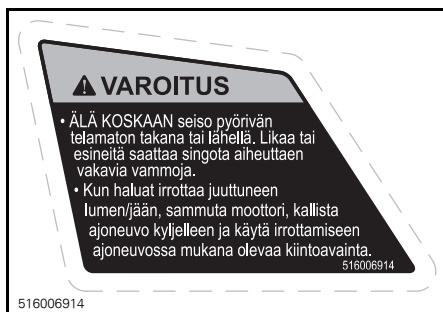 ⚠ VAROITUS
• ÄLÄ KOSKAAN seiso pyörivän
telamaton takana tai lähellä. Likaa tai
esineitä saattaa singota aiheuttaen
vakavia vammoja.
• Kun haluat irrottaa juuttuneen
lumen/jään, sammuta moottori, kallista
ajoneuvo kyljelleen ja käytä irrottamiseen
ajoneuvossa mukana olevaa kiintoavainta.
516006914
516006914